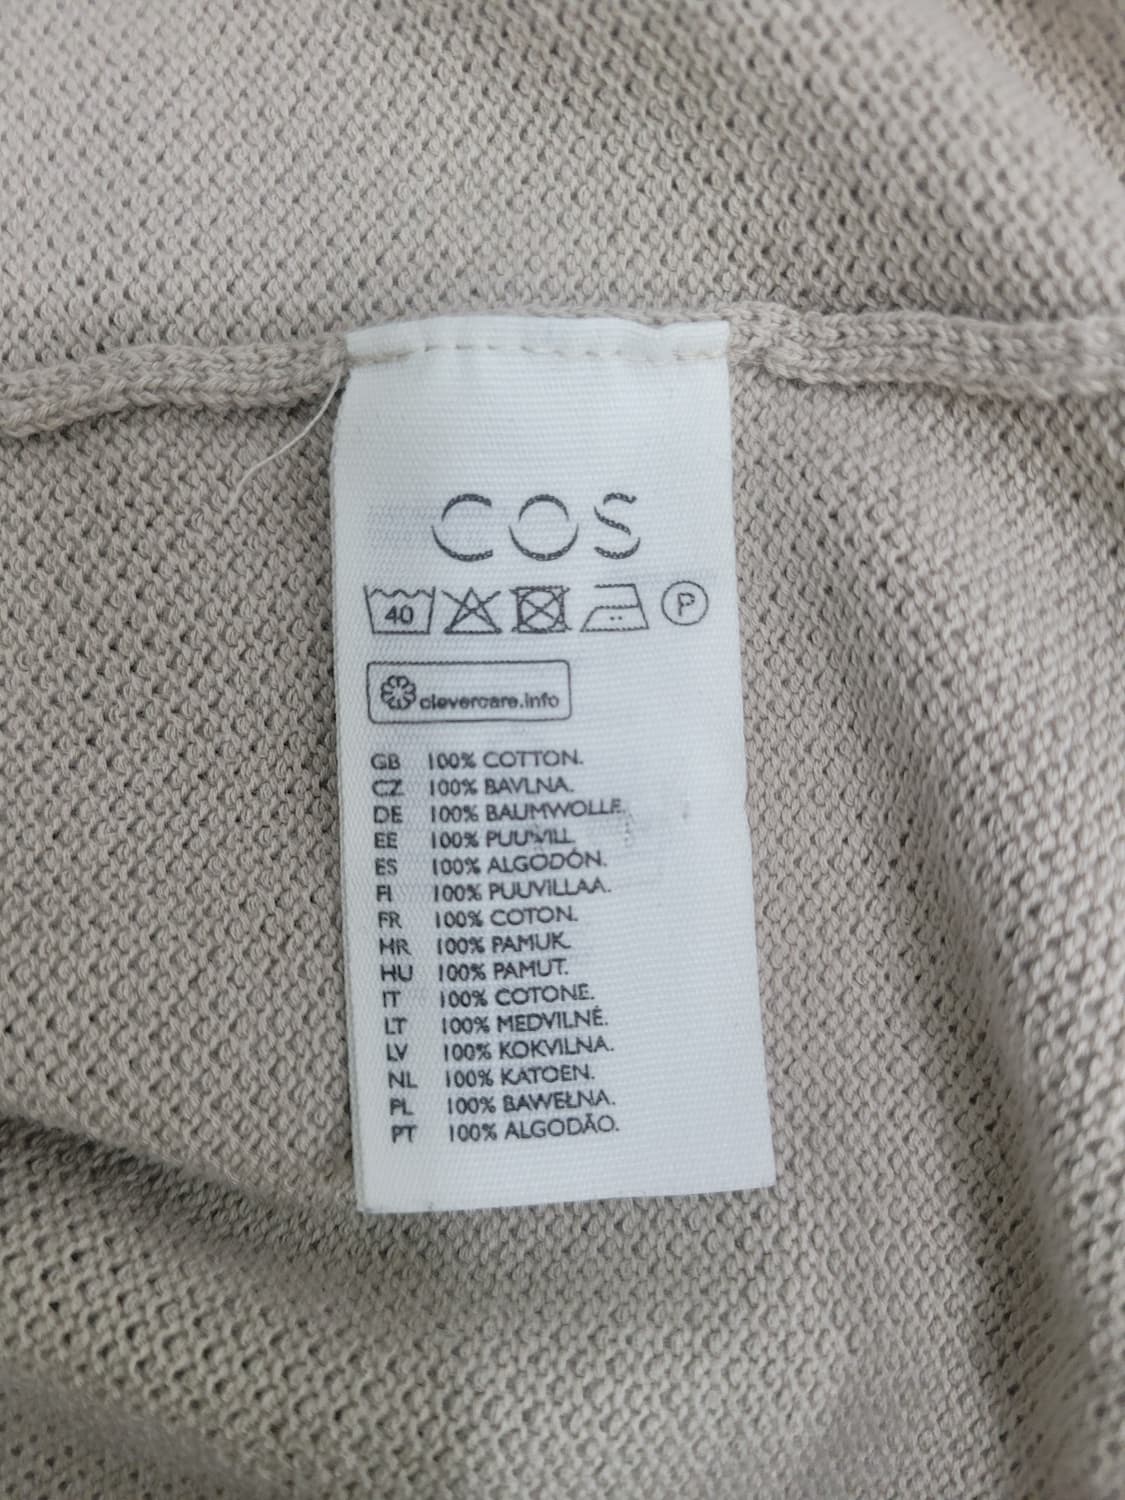 COS
40
P
clevercare.info
GB 100% COTTON.
CZ 100% BAVLNA.
DE 100% BAUMWOLLE.
EE 100% PUUVILL.
ES 100% ALGODÓN.
FI 100% PUUVILLAA.
FR 100% COTON.
HR 100% PAMUK.
HU 100% PAMUT.
IT 100% COTONE.
LT 100% MEDVILNĖ.
LV 100% KOKVILNA.
NL 100% KATOEN.
PL 100% BAWEŁNA.
PT 100% ALGODÃO.